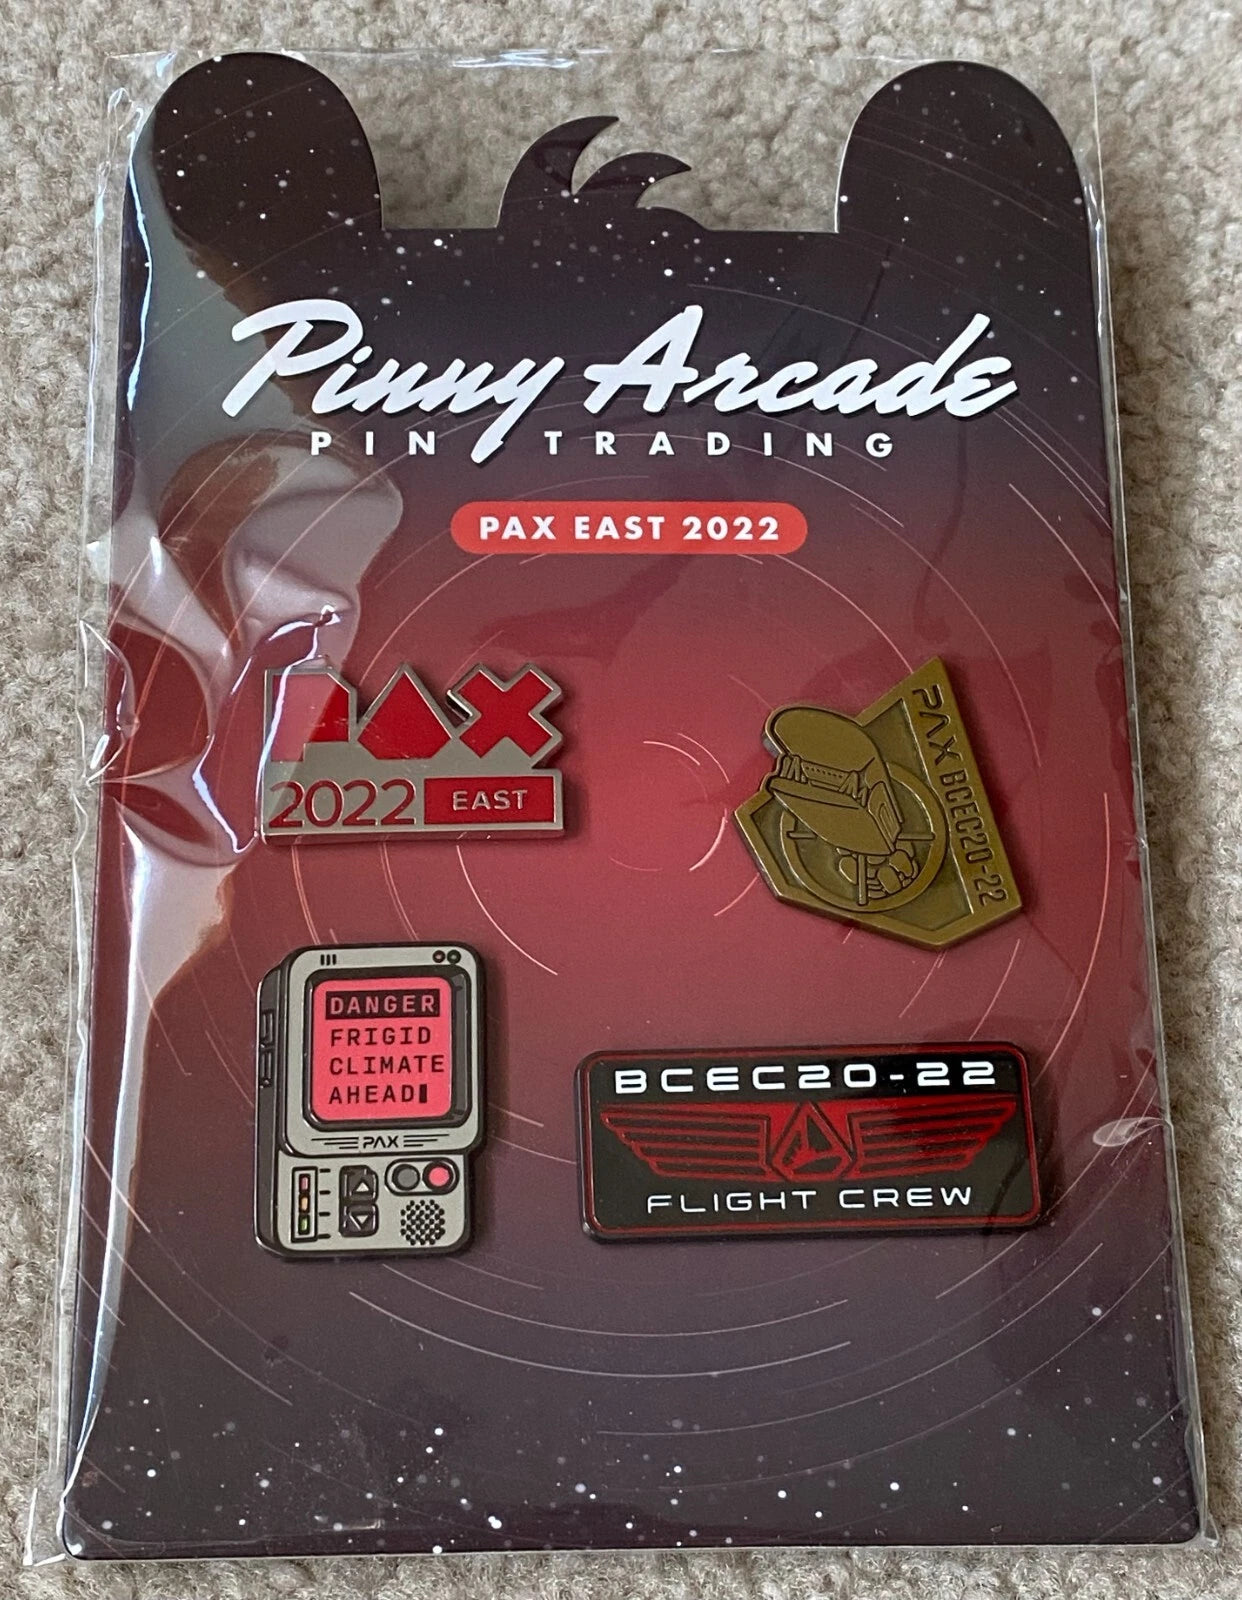 Pinny Arcade
PIN TRADING
PAX EAST 2022
PAX
2022 EAST
PAX BCEC20-22
DANGER
FRIGID
CLIMATE
AHEAD
PAX
BCEC20-22
FLIGHT CREW